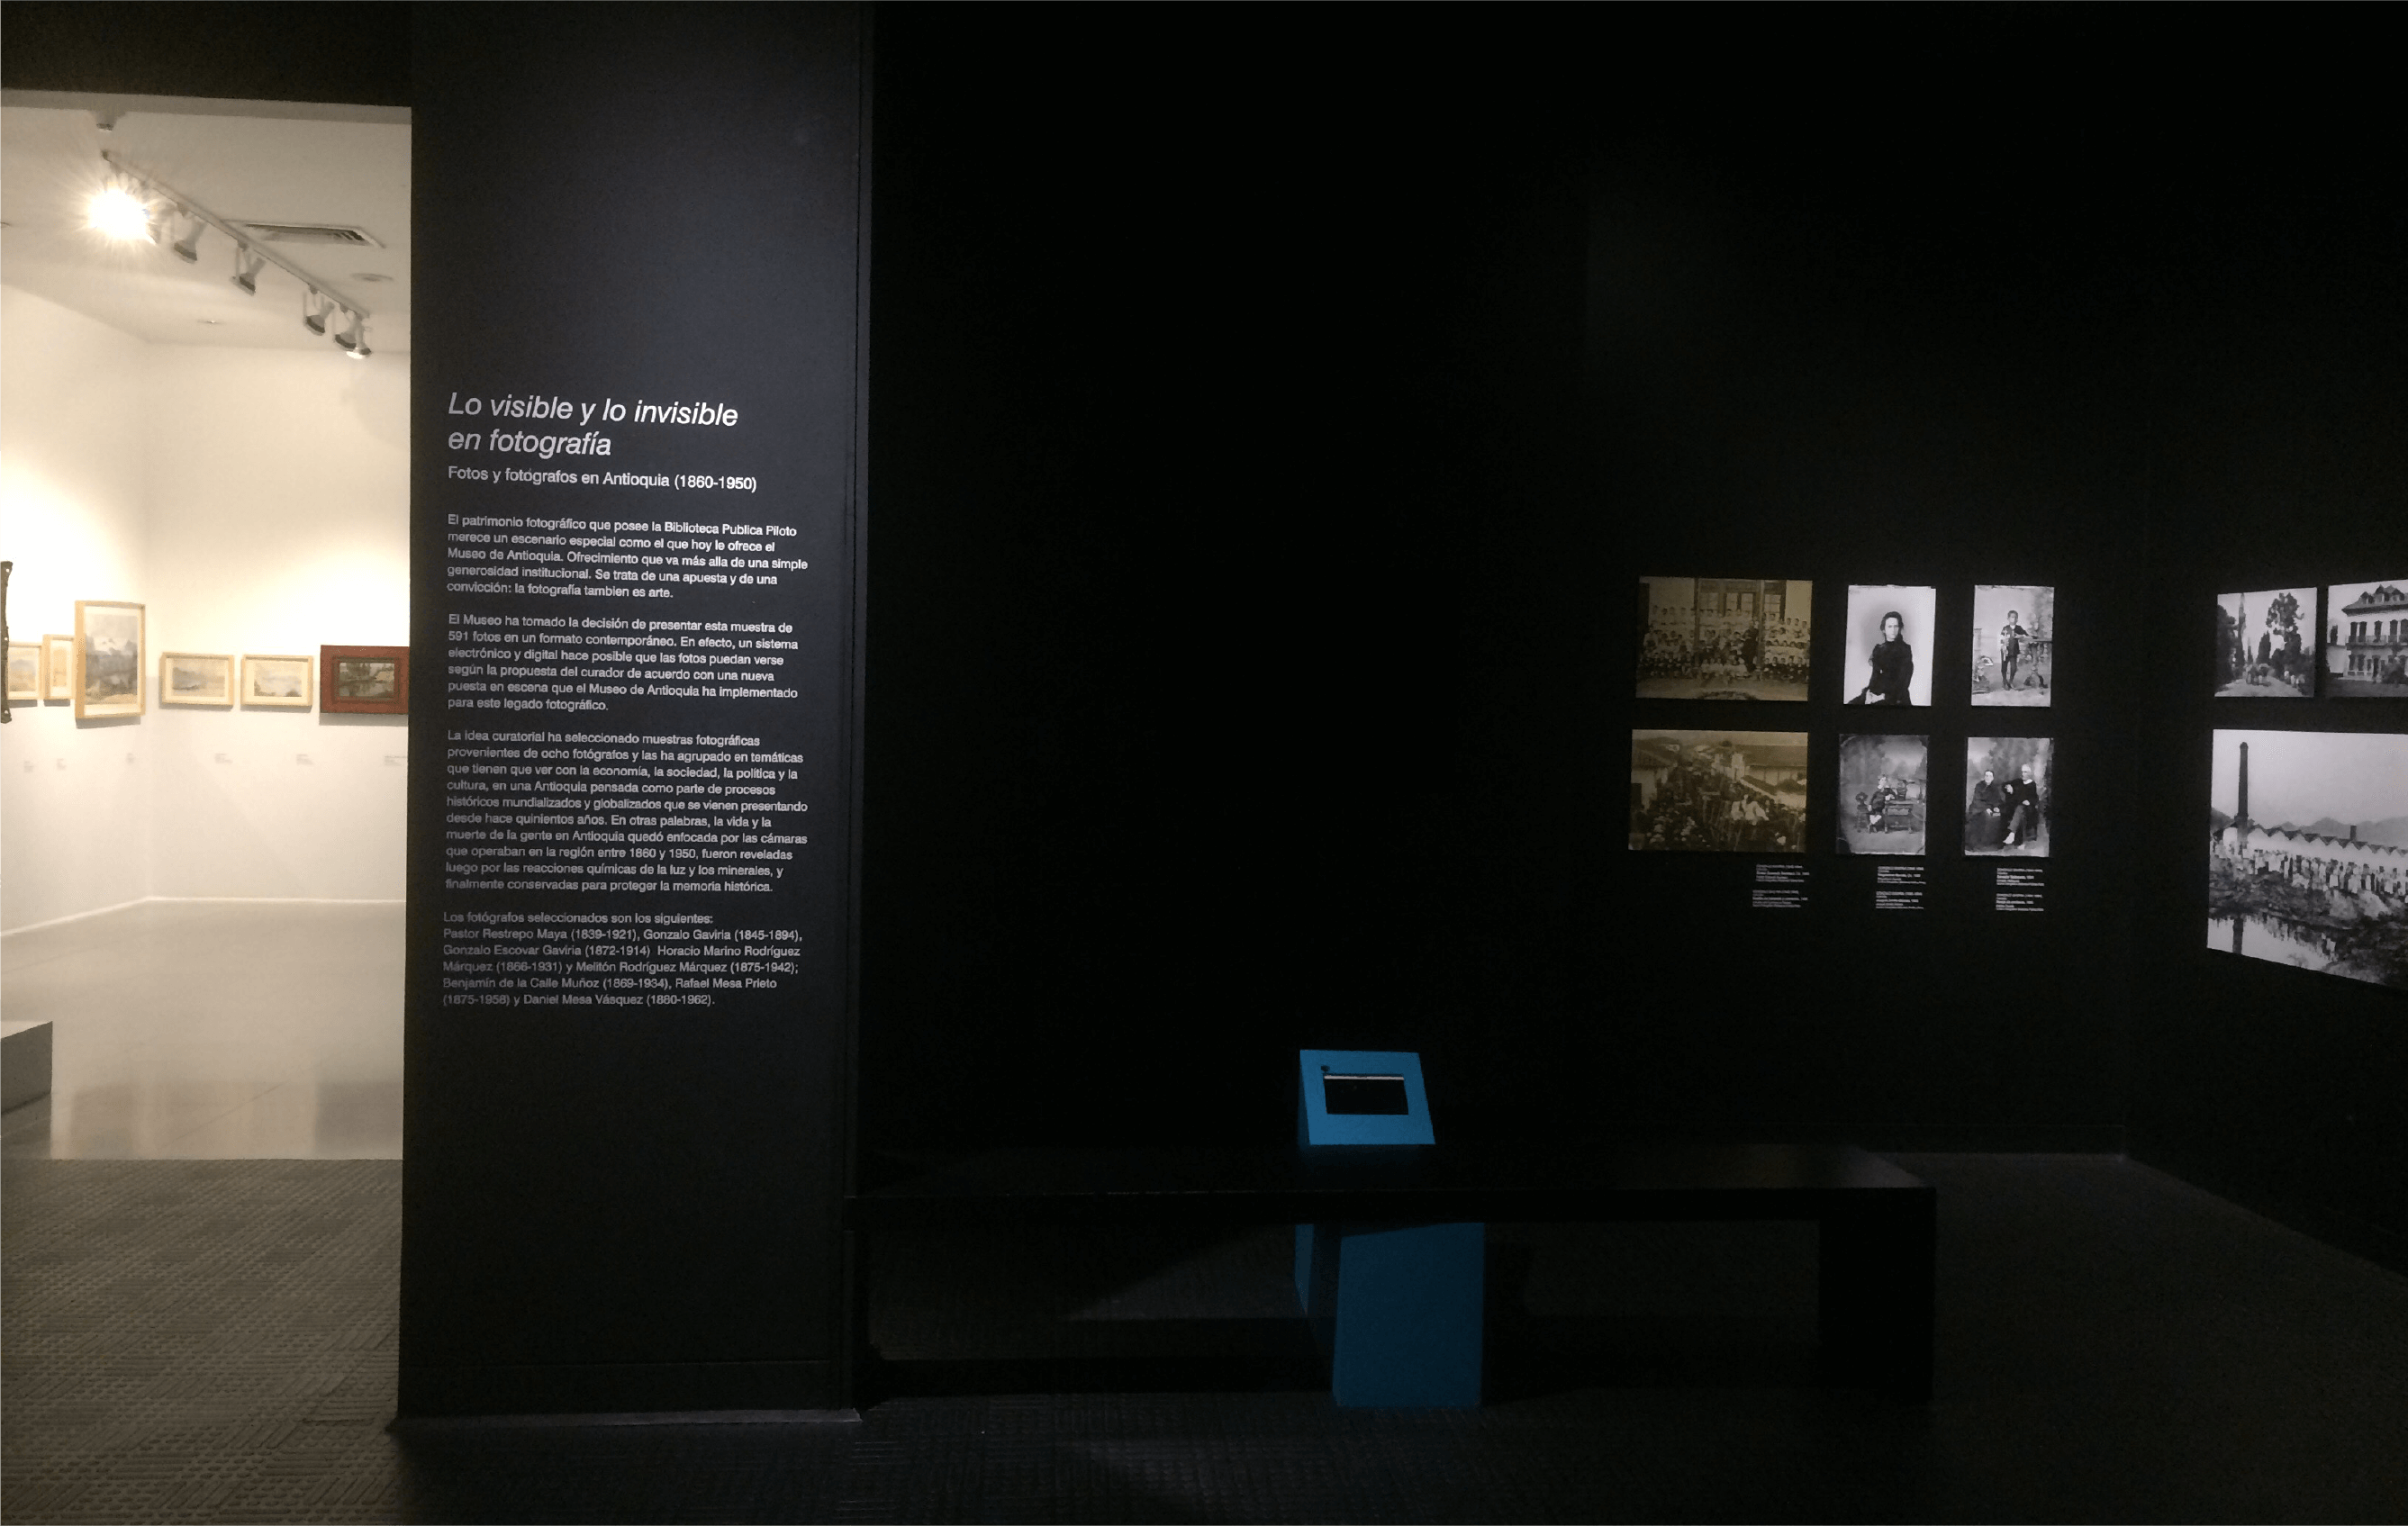 Lo visible y lo invisible
en fotografía
Fotos y fotógrafos en Antioquia (1860-1950)
El patrimonio fotográfico que posee la Biblioteca Publica Piloto
merece un escenario especial como el que hoy le ofrece el
Museo de Antioquia. Ofrecimiento que va más alla de una simple
generosidad institucional. Se trata de una apuesta y de una
convicción: la fotografía tambien es arte.
El Museo ha tomado la decisión de presentar esta muestra de
591 fotos en un formato contemporáneo. En efecto, un sistema
electrónico y digital hace posible que las fotos puedan verse
según la propuesta del curador de acuerdo con una nueva
puesta en escena que el Museo de Antioquia ha implementado
para este legado fotográfico.
La idea curatorial ha seleccionado muestras fotográficas
provenientes de ocho fotógrafos y las ha agrupado en temáticas
que tienen que ver con la economía, la sociedad, la política y la
cultura, en una Antioquia pensada como parte de procesos
históricos mundializados y globalizados que se vienen presentando
desde hace quinientos años. En otras palabras, la vida y la
muerte de la gente en Antioquia quedó enfocada por las cámaras
que operaban en la región entre 1860 y 1950, fueron reveladas
luego por las reacciones químicas de la luz y los minerales, y
finalmente conservadas para proteger la memoria histórica.
Los fotógrafos seleccionados son los siguientes:
Pastor Restrepo Maya (1839-1921), Gonzalo Gaviria (1845-1894),
Gonzalo Escovar Gaviria (1872-1914) Horacio Marino Rodríguez
Márquez (1866-1931) y Melitón Rodríguez Márquez (1875-1942);
Benjamín de la Calle Muñoz (1869-1934), Rafael Mesa Prieto
(1875-1958) y Daniel Mesa Vásquez (1880-1962).